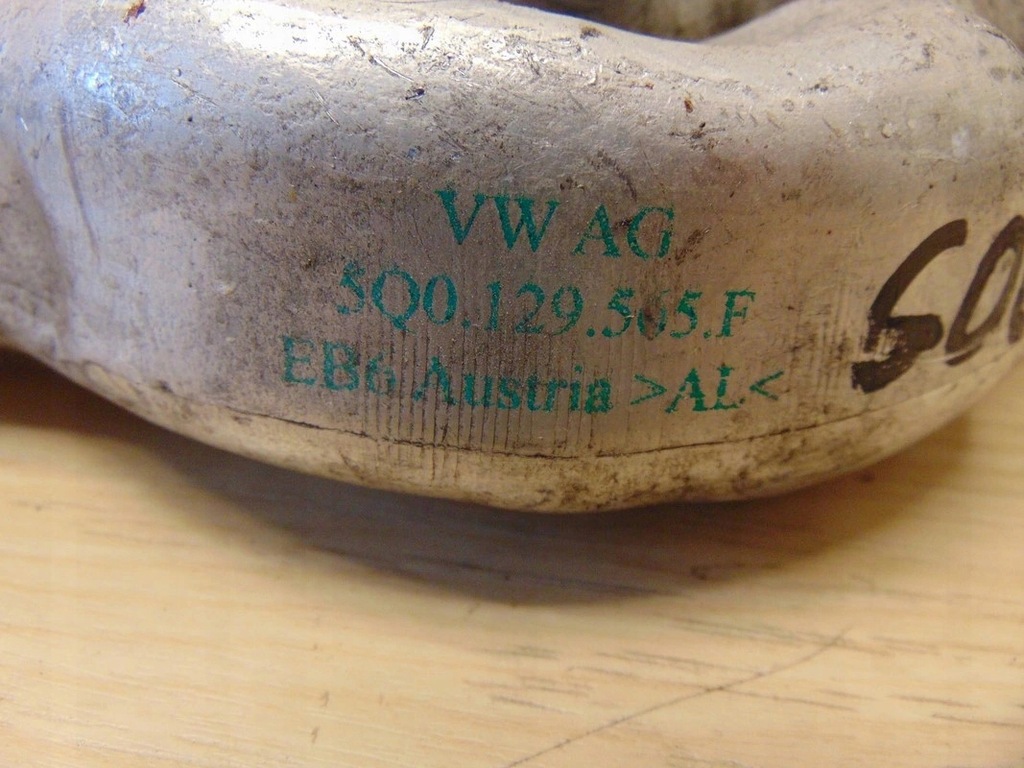 VW AG
5Q0.129.565.F
EB6 Austria >AL<